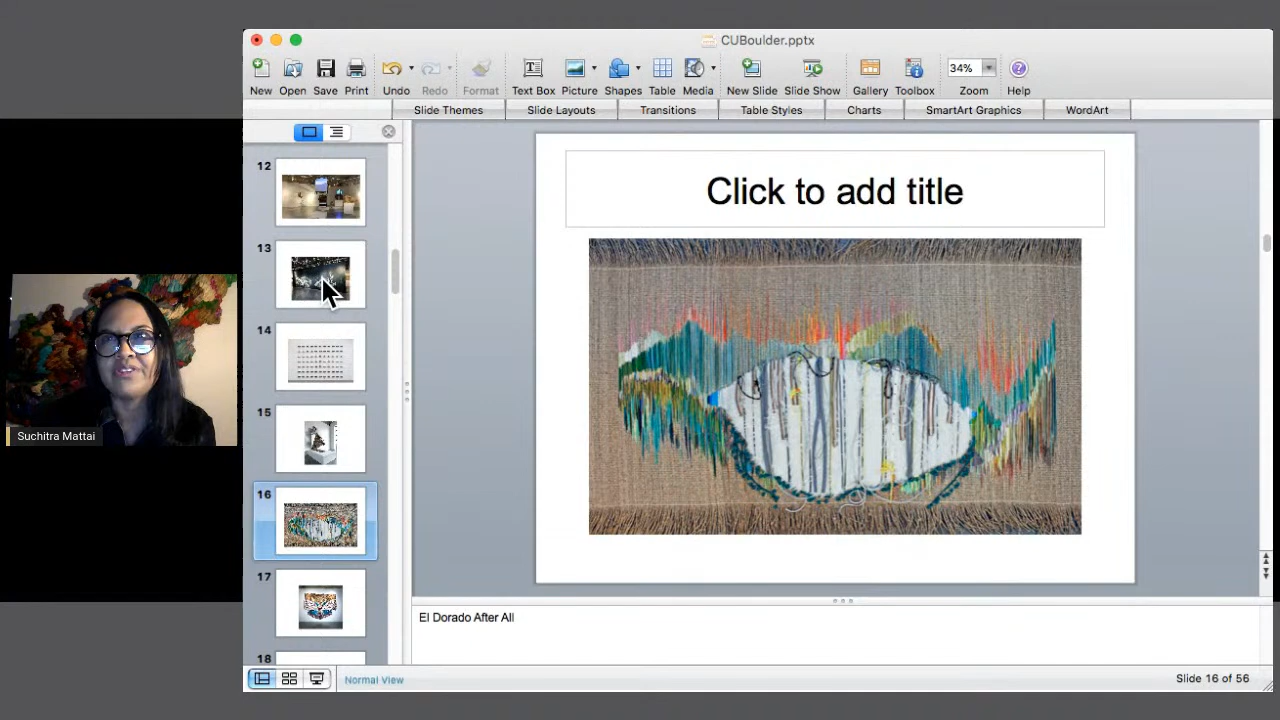 CUBoulder.pptx
New Open Save Print Undo Redo Format Text Box Picture Shapes Table Media New Slide Slide Show Gallery Toolbox 34% Zoom Help
Slide Themes Slide Layouts Transitions Table Styles Charts SmartArt Graphics WordArt
12
13
14
15
16
17
18
Click to add title
Suchitra Mattai
El Dorado After All
Normal View
Slide 16 of 56